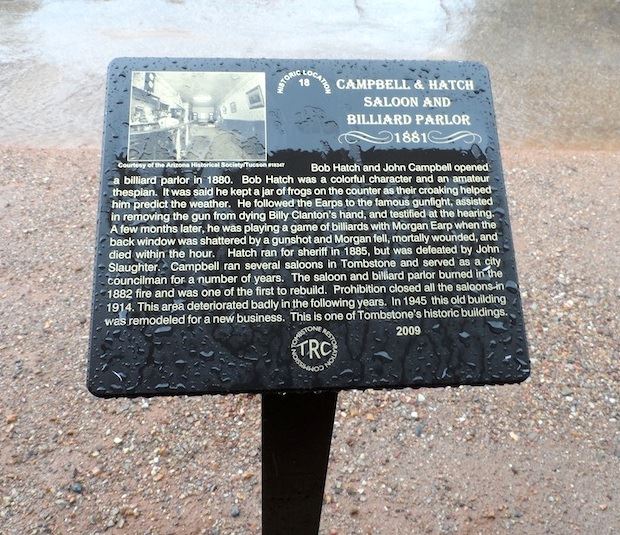 HISTORIC LOCATION
18
CAMPBELL & HATCH
SALOON AND
BILLIARD PARLOR
1881
Courtesy of the Arizona Historical Society/Tucson #18347
Bob Hatch and John Campbell opened
a billiard parlor in 1880. Bob Hatch was a colorful character and an amateur
thespian. It was said he kept a jar of frogs on the counter as their croaking helped
him predict the weather. He followed the Earps to the famous gunfight, assisted
in removing the gun from dying Billy Clanton's hand, and testified at the hearing.
A few months later, he was playing a game of billiards with Morgan Earp when the
back window was shattered by a gunshot and Morgan fell, mortally wounded, and
died within the hour. Hatch ran for sheriff in 1885, but was defeated by John
Slaughter. Campbell ran several saloons in Tombstone and served as a city
councilman for a number of years. The saloon and billiard parlor burned in the
1882 fire and was one of the first to rebuild. Prohibition closed all the saloons in
1914. This area deteriorated badly in the following years. In 1945 this old building
was remodeled for a new business. This is one of Tombstone's historic buildings.
2009
TOMBSTONE RESTORATION COMMISSION
TRC